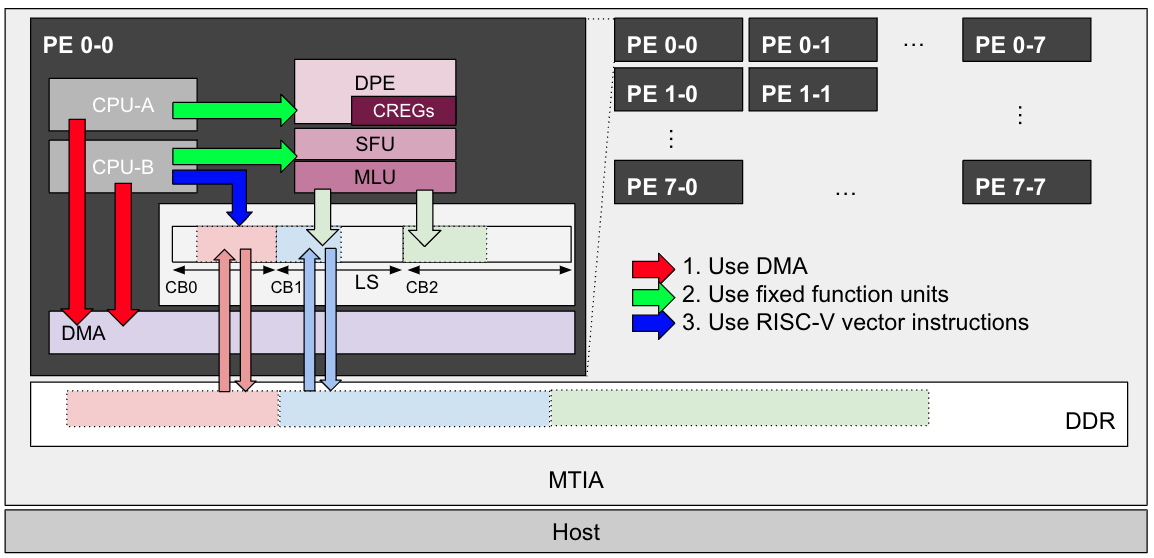 PE 0-0
CPU-A
CPU-B
DPE
CREGs
SFU
MLU
CB0
CB1
LS
CB2
DMA
PE 0-0
PE 0-1
...
PE 0-7
PE 1-0
PE 1-1
PE 7-0
...
PE 7-7
1. Use DMA
2. Use fixed function units
3. Use RISC-V vector instructions
DDR
MTIA
Host